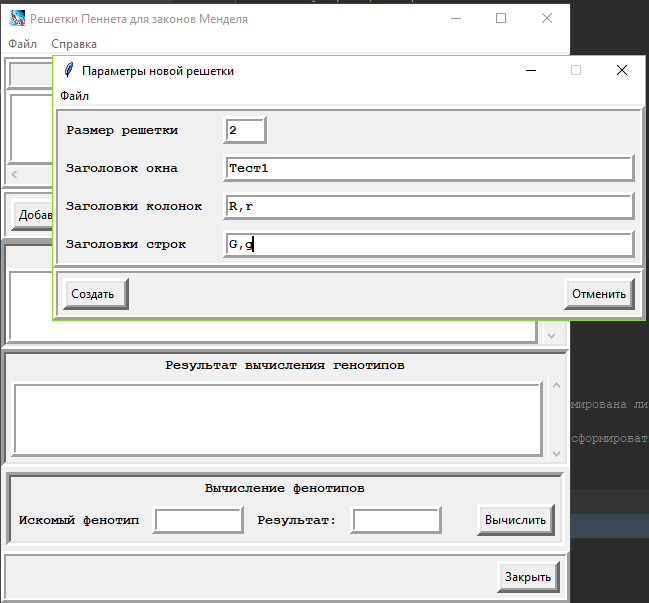 Решетки Пеннета для законов Менделя
Файл Справка
Параметры новой решетки
Файл
Размер решетки 2
Заголовок окна Тест1
Заголовки колонок R,r
Заголовки строк G,g
Добав
Создать Отменить
Результат вычисления генотипов
мирована ли
сформироват
Вычисление фенотипов
Искомый фенотип Результат: Вычислить
Закрыть